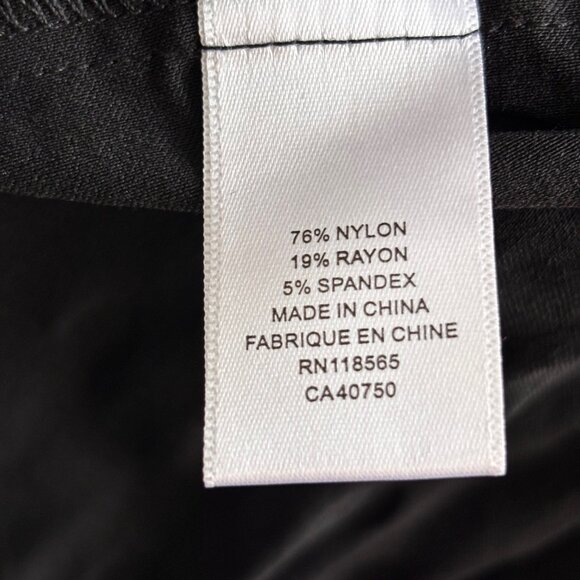 76% NYLON
19% RAYON
5% SPANDEX
MADE IN CHINA
FABRIQUE EN CHINE
RN118565
CA40750